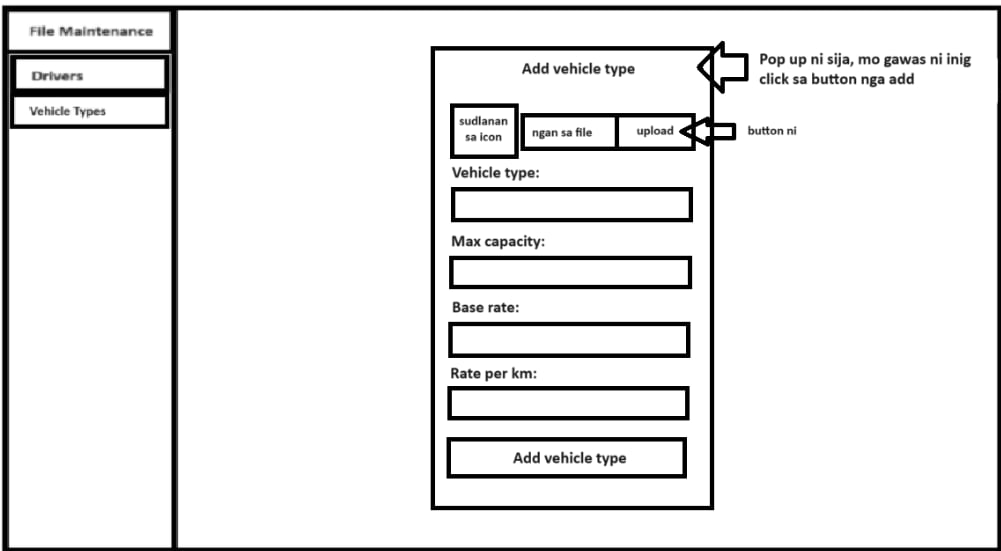 File Maintenance
Drivers
Vehicle Types
Add vehicle type
Pop up ni sija, mo gawas ni inig
click sa button nga add
sudlanan
sa icon
ngan sa file
upload
button ni
Vehicle type:
Max capacity:
Base rate:
Rate per km:
Add vehicle type